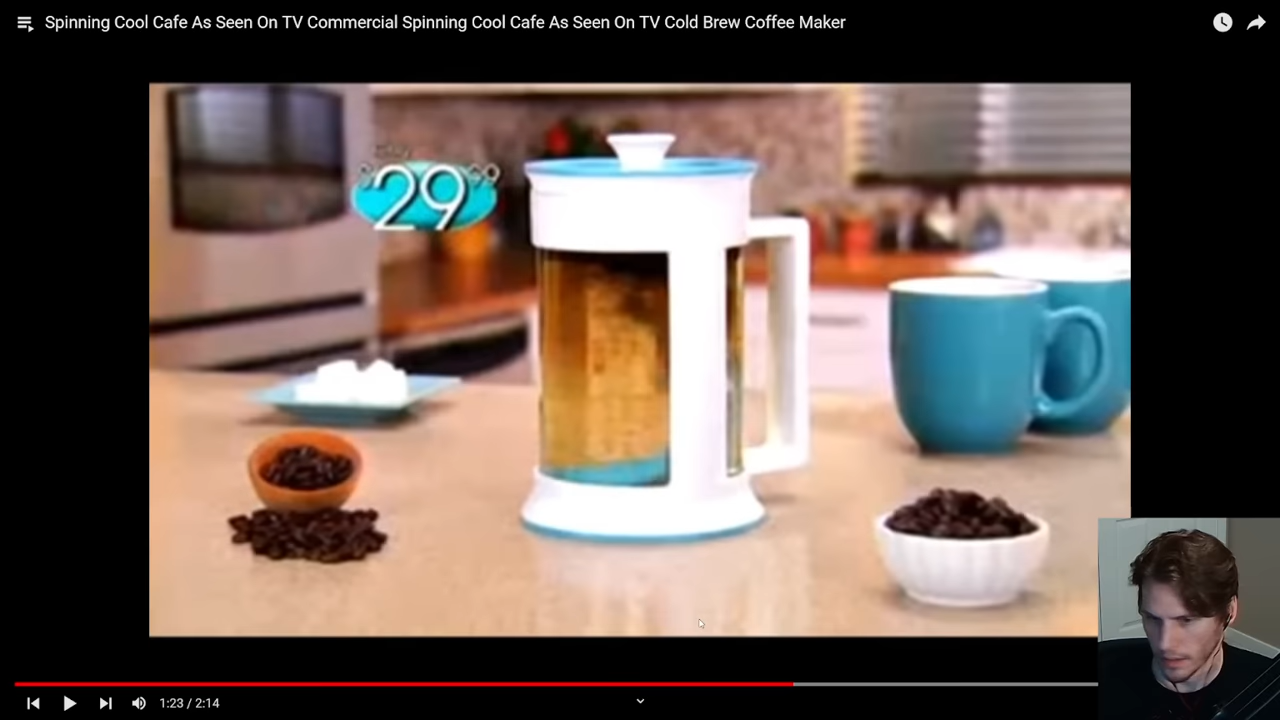 Spinning Cool Cafe As Seen On TV Commercial Spinning Cool Cafe As Seen On TV Cold Brew Coffee Maker
$29.99
1:23 / 2:14